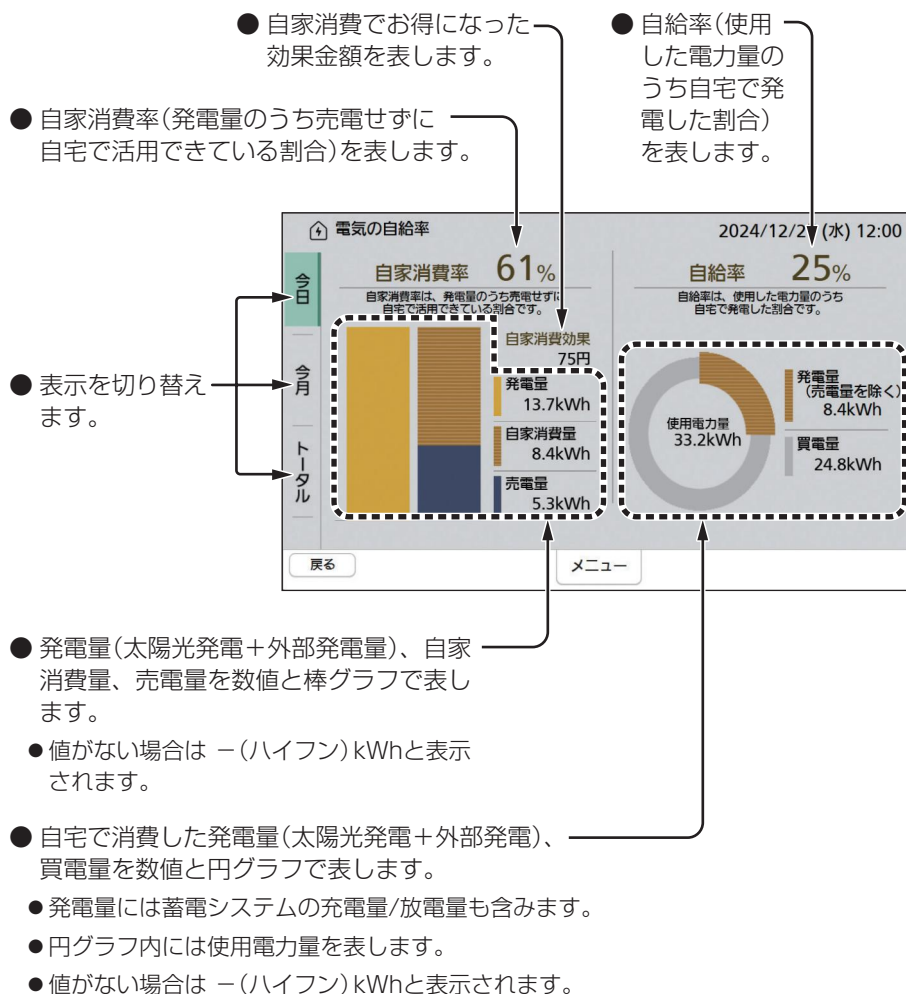 ● 自家消費でお得になった
効果金額を表します。
● 自給率(使用
した電力量の
うち自宅で発
電した割合)
を表します。
● 自家消費率(発電量のうち売電せずに
自宅で活用できている割合)を表します。
電気の自給率
2024/12/2 (水) 12:00
今日
今月
トータル
自家消費率 61%
自家消費率は、発電量のうち売電せずに
自宅で活用できている割合です。
自家消費効果
75円
発電量
13.7kWh
自家消費量
8.4kWh
売電量
5.3kWh
自給率 25%
自給率は、使用した電力量のうち
自宅で発電した割合です。
使用電力量
33.2kWh
発電量
(売電量を除く)
8.4kWh
買電量
24.8kWh
戻る
メニュー
● 表示を切り替え
ます。
● 発電量(太陽光発電+外部発電量)、自家
消費量、売電量を数値と棒グラフで表し
ます。
● 値がない場合は -(ハイフン)kWhと表示
されます。
● 自宅で消費した発電量(太陽光発電+外部発電)、
買電量を数値と円グラフで表します。
● 発電量には蓄電システムの充電量/放電量も含みます。
● 円グラフ内には使用電力量を表します。
● 値がない場合は -(ハイフン)kWhと表示されます。